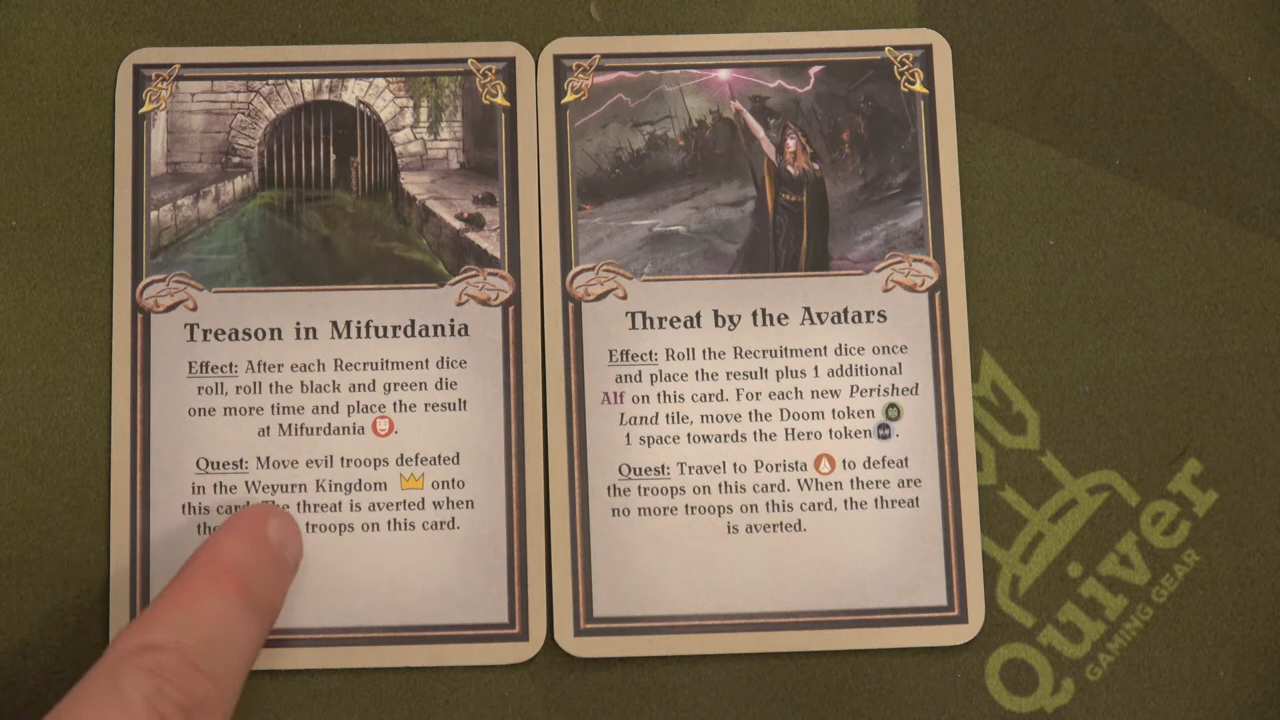 Treason in Mifurdania
Effect: After each Recruitment dice
roll, roll the black and green die
one more time and place the result
at Mifurdania .
Quest: Move evil troops defeated
in the Weyurn Kingdom onto
this card. The threat is averted when
troops on this card.
Threat by the Avatars
Effect: Roll the Recruitment dice once
and place the result plus 1 additional
Alf on this card. For each new Perished
Land tile, move the Doom token
1 space towards the Hero token .
Quest: Travel to Porista to defeat
the troops on this card. When there are
no more troops on this card, the threat
is averted.
Quiver
GAMING GEAR